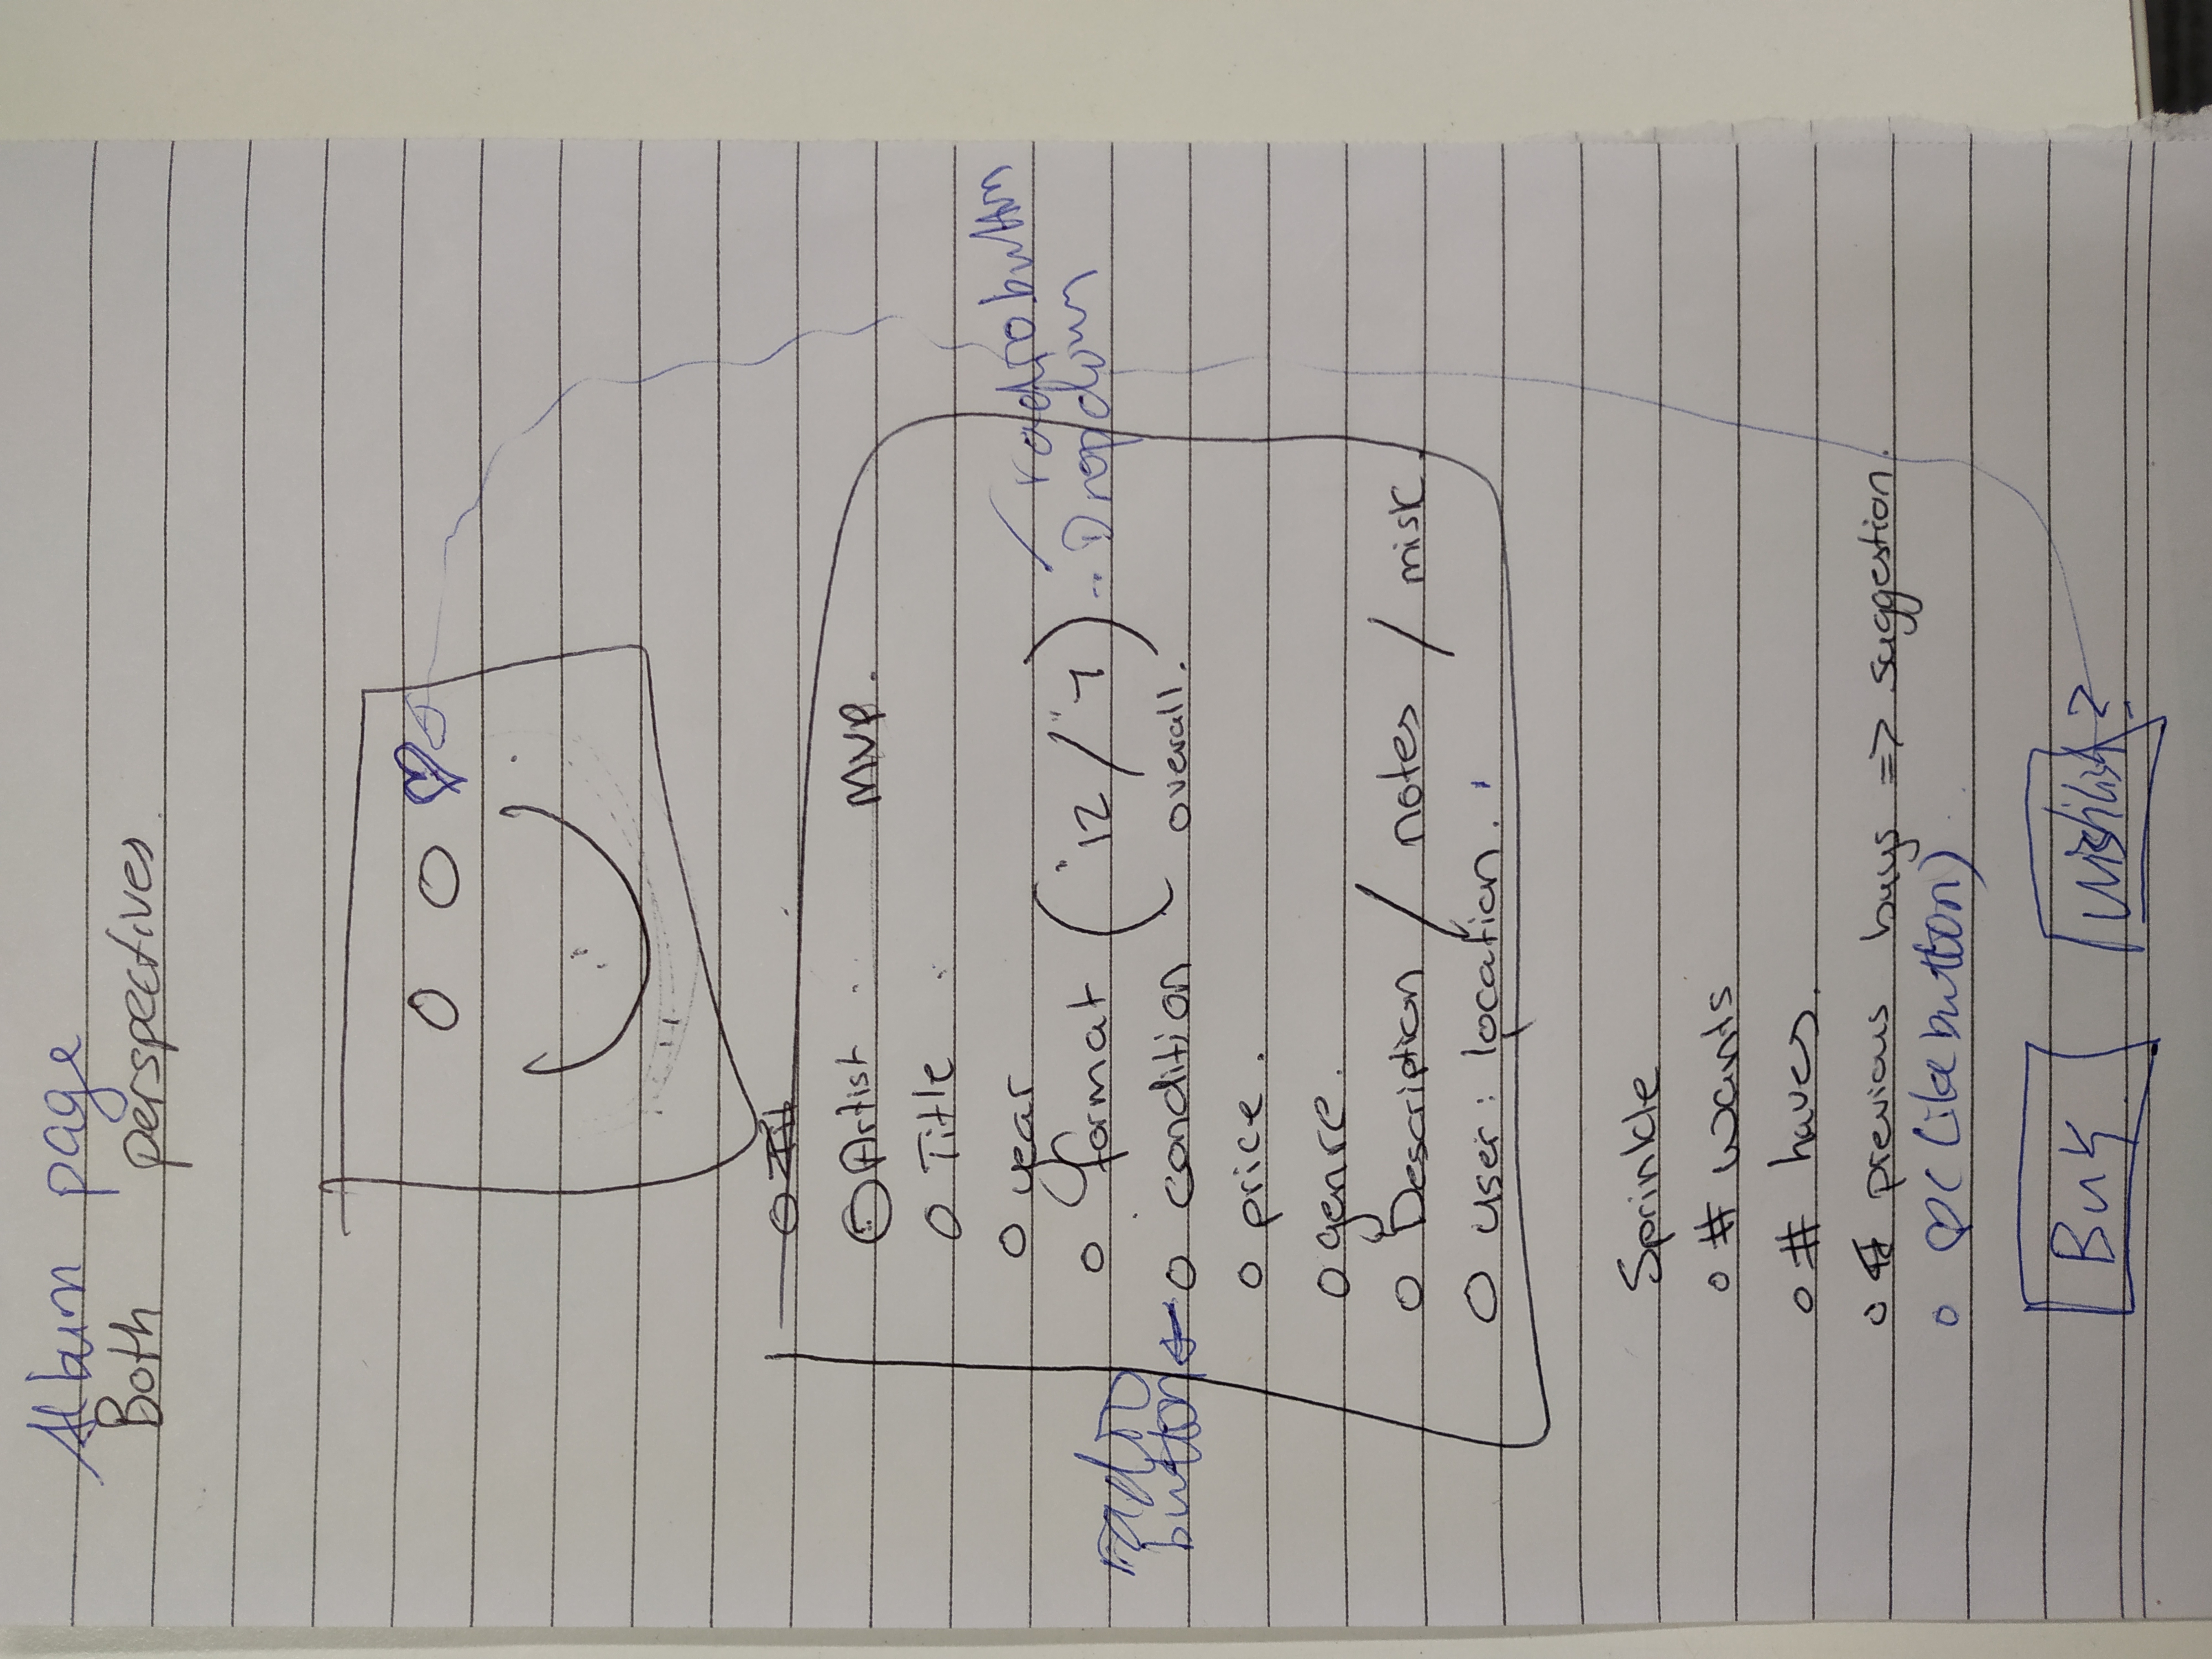 Album page
Both perspectives.
Tit
Artist MVP.
Title
year
radio button
format ("12 / "7) Dropdown
radio
button
condition overall.
price.
genre.
Description / notes / misk.
user: location.
Sprinkle
# wants
# haves.
# previous buys => suggestion.
♡ (Like button)
Buy Wishlist?